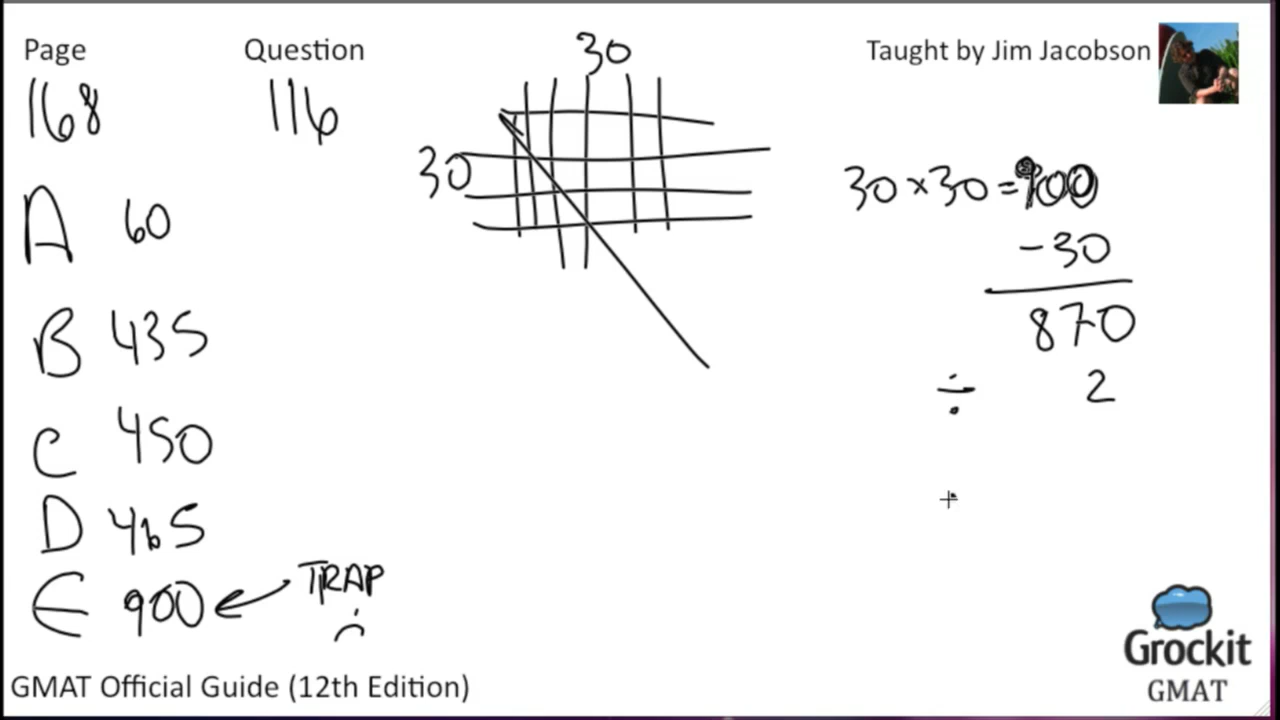 Page Question Taught by Jim Jacobson
168 116
30
30
30 × 30 = 900
- 30
870
÷ 2
+
A 60
B 435
C 450
D 465
E 900 ← TRAP
GMAT Official Guide (12th Edition)
Grockit
GMAT